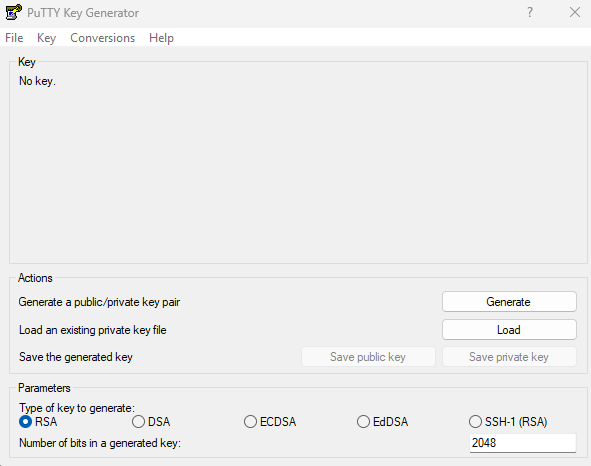 PuTTY Key Generator
?
File Key Conversions Help
Key
No key.
Actions
Generate a public/private key pair
Generate
Load an existing private key file
Load
Save the generated key
Save public key
Save private key
Parameters
Type of key to generate:
RSA DSA ECDSA EdDSA SSH-1 (RSA)
Number of bits in a generated key:
2048